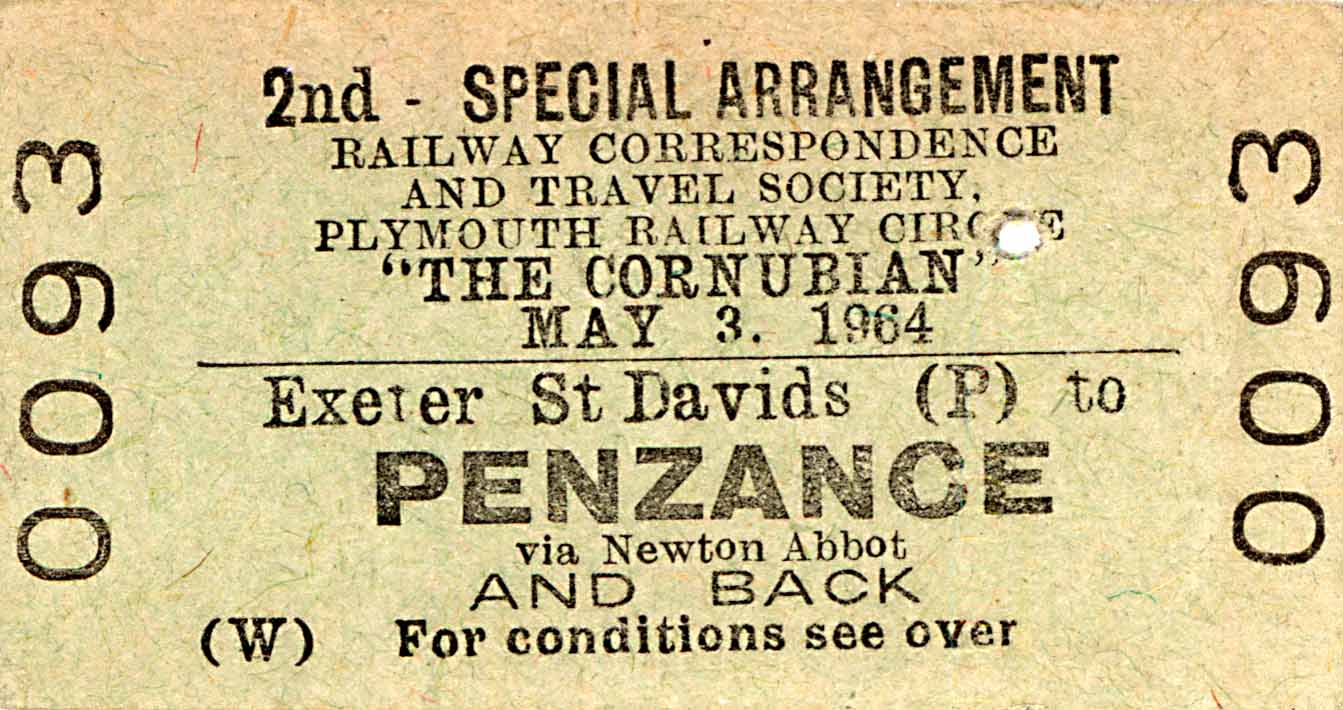 2nd - SPECIAL ARRANGEMENT
RAILWAY CORRESPONDENCE
AND TRAVEL SOCIETY,
PLYMOUTH RAILWAY CIRCLE
"THE CORNUBIAN"
MAY 3. 1964
Exeter St Davids (P) to
PENZANCE
via Newton Abbot
AND BACK
(W) For conditions see over
0093
0093